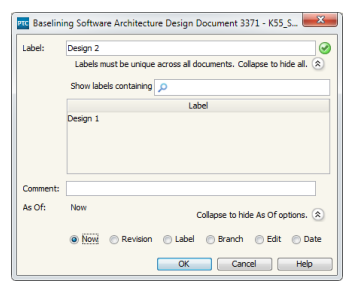 PTC Baselining Software Architecture Design Document 3371 - K55_S...
Label: Design 2
Labels must be unique across all documents. Collapse to hide all.
Show labels containing
Label
Design 1
Comment:
As Of: Now
Collapse to hide As Of options.
Now Revision Label Branch Edit Date
OK Cancel Help